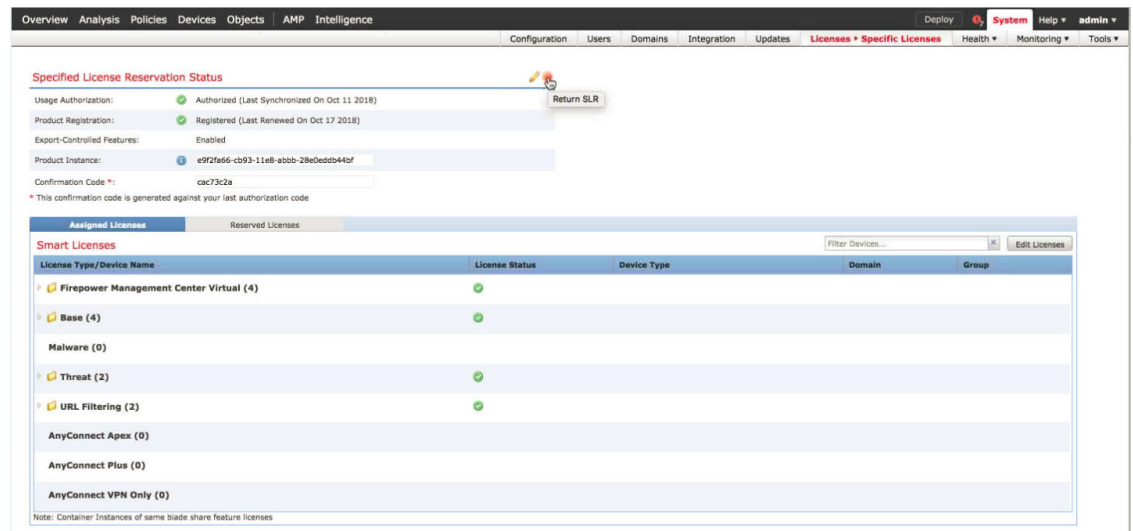 Overview Analysis Policies Devices Objects AMP Intelligence Deploy System Help admin
Configuration Users Domains Integration Updates Licenses ▸ Specific Licenses Health Monitoring Tools
Specified License Reservation Status
Return SLR
Usage Authorization: Authorized (Last Synchronized On Oct 11 2018)
Product Registration: Registered (Last Renewed On Oct 17 2018)
Export-Controlled Features: Enabled
Product Instance: e9f2fa66-cb93-11e8-abbb-28e0eddb44bf
Confirmation Code *: cac73c2a
* This confirmation code is generated against your last authorization code
Assigned Licenses Reserved Licenses
Smart Licenses Filter Devices... × Edit Licenses
License Type/Device Name License Status Device Type Domain Group
Firepower Management Center Virtual (4)
Base (4)
Malware (0)
Threat (2)
URL Filtering (2)
AnyConnect Apex (0)
AnyConnect Plus (0)
AnyConnect VPN Only (0)
Note: Container Instances of same blade share feature licenses